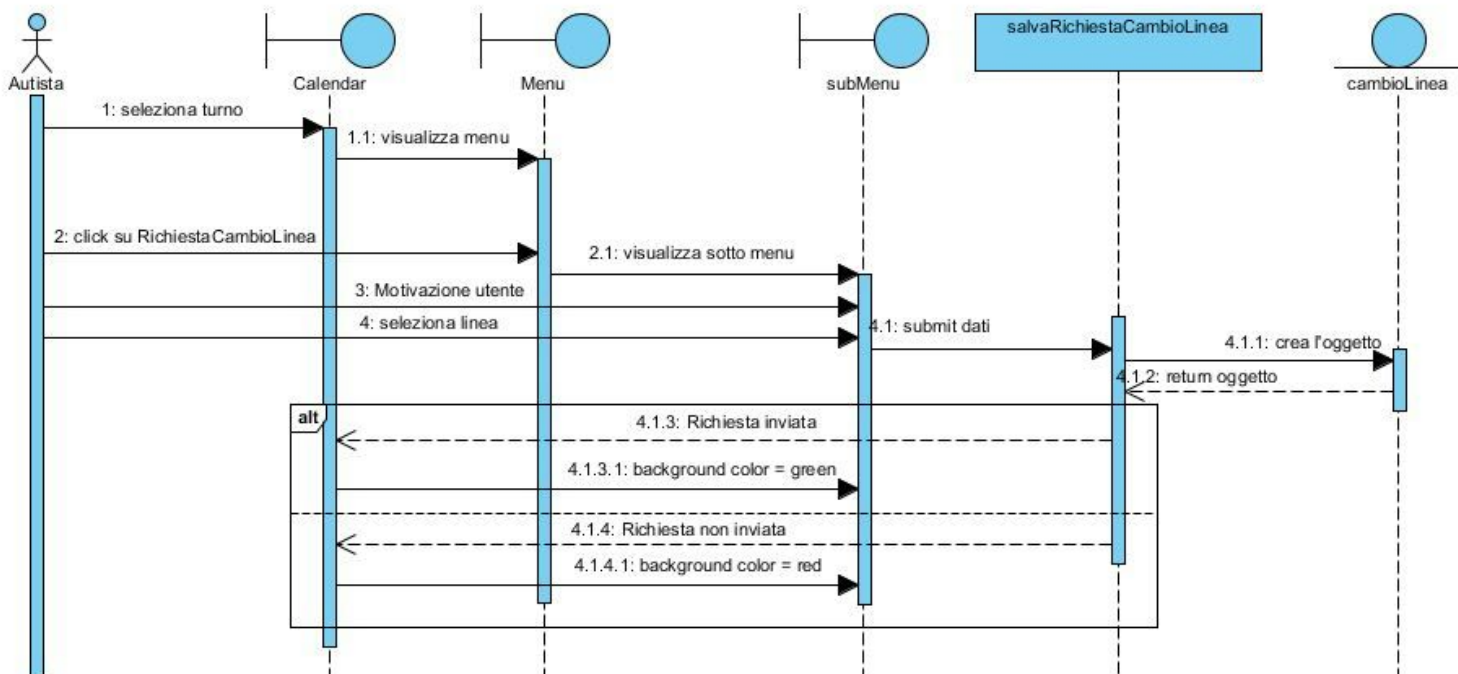 salvaRichiestaCambioLinea
Autista
Calendar
Menu
subMenu
cambioLinea
1: seleziona turno
1.1: visualizza menu
2: click su RichiestaCambioLinea
2.1: visualizza sotto menu
3: Motivazione utente
4: seleziona linea
4.1: submit dati
4.1.1: crea l'oggetto
4.1.2: return oggetto
alt
4.1.3: Richiesta inviata
4.1.3.1: background color = green
4.1.4: Richiesta non inviata
4.1.4.1: background color = red